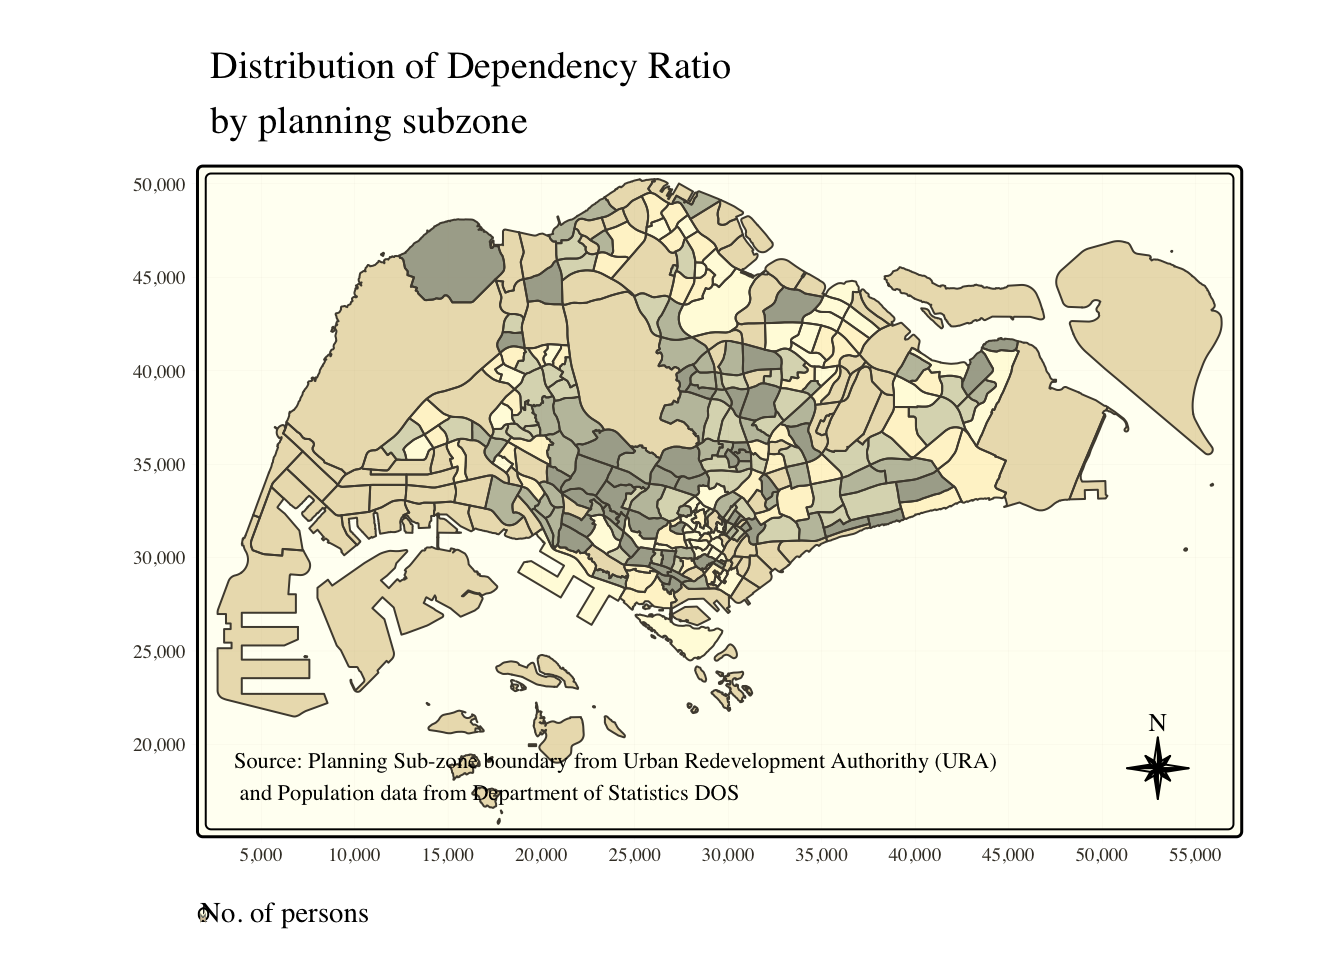 Distribution of Dependency Ratio
by planning subzone
50,000
45,000
40,000
35,000
30,000
25,000
20,000
N
Source: Planning Sub-zone boundary from Urban Redevelopment Authorithy (URA)
and Population data from Department of Statistics DOS
5,000 10,000 15,000 20,000 25,000 30,000 35,000 40,000 45,000 50,000 55,000
No. of persons